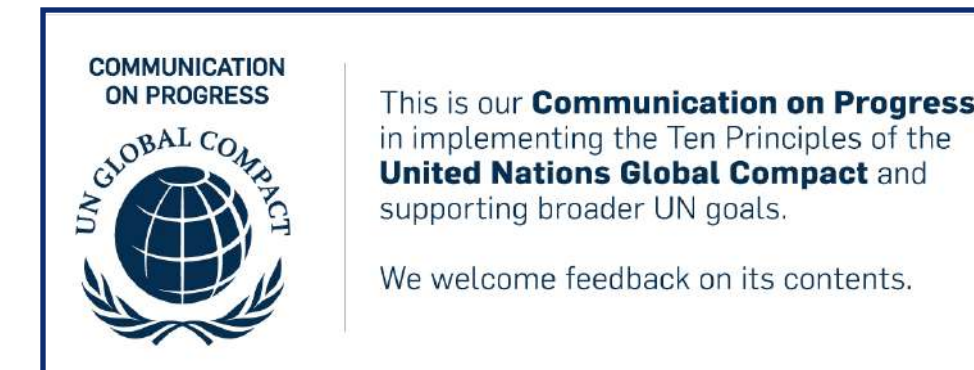 COMMUNICATION
ON PROGRESS
UN GLOBAL COMPACT
This is our Communication on Progress
in implementing the Ten Principles of the
United Nations Global Compact and
supporting broader UN goals.
We welcome feedback on its contents.